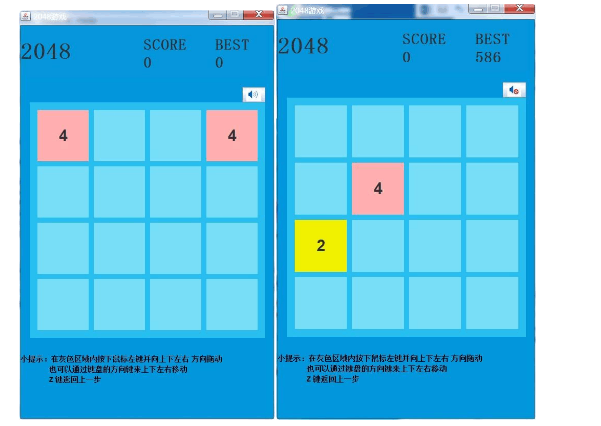 2048游戏
2048
SCORE
0
BEST
0
4
4
小提示：在灰色区域内按下鼠标左键并向上下左右 方向拖动
也可以通过键盘的方向键来上下左右移动
Z 键返回上一步
2048游戏
2048
SCORE
0
BEST
586
4
2
小提示：在灰色区域内按下鼠标左键并向上下左右 方向拖动
也可以通过键盘的方向键来上下左右移动
Z 键返回上一步